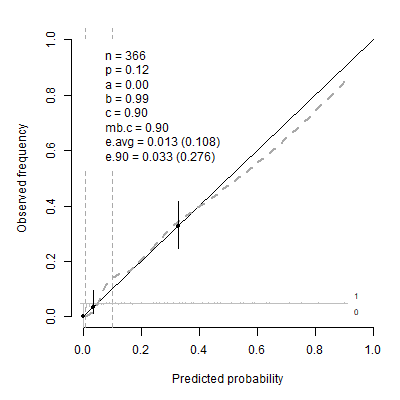 n = 366
p = 0.12
a = 0.00
b = 0.99
c = 0.90
mb.c = 0.90
e.avg = 0.013 (0.108)
e.90 = 0.033 (0.276)
Observed frequency
1.0
0.8
0.6
0.4
0.2
0.0
1
0
0.0 0.2 0.4 0.6 0.8 1.0
Predicted probability